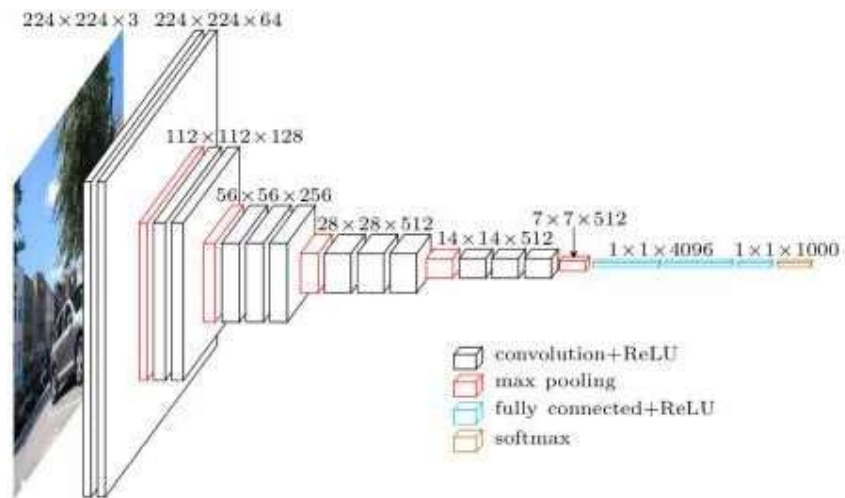 224×224×3
224×224×64
112×112×128
56×56×256
28×28×512
14×14×512
7×7×512
1×1×4096
1×1×1000
convolution+ReLU
max pooling
fully connected+ReLU
softmax